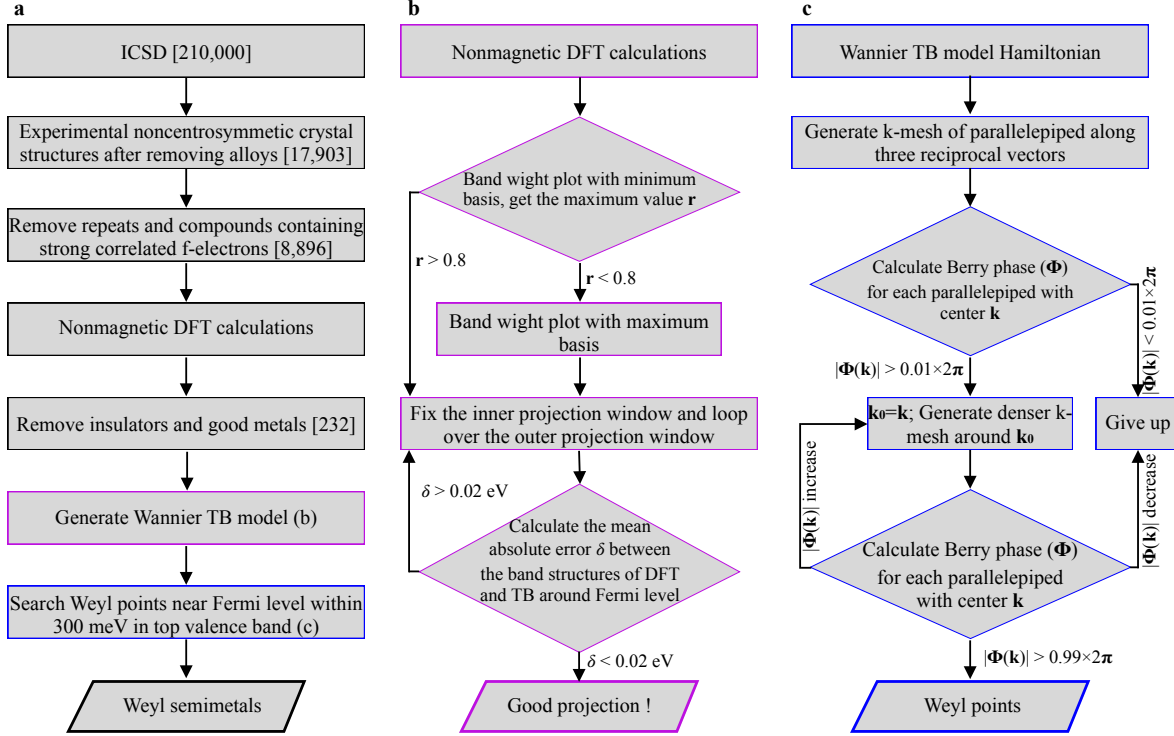 a
ICSD [210,000]
Experimental noncentrosymmetic crystal
structures after removing alloys [17,903]
Remove repeats and compounds containing
strong correlated f-electrons [8,896]
Nonmagnetic DFT calculations
Remove insulators and good metals [232]
Generate Wannier TB model (b)
Search Weyl points near Fermi level within
300 meV in top valence band (c)
Weyl semimetals
b
Nonmagnetic DFT calculations
Band wight plot with minimum
basis, get the maximum value r
r > 0.8
r < 0.8
Band wight plot with maximum
basis
Fix the inner projection window and loop
over the outer projection window
δ > 0.02 eV
Calculate the mean
absolute error δ between
the band structures of DFT
and TB around Fermi level
δ < 0.02 eV
Good projection !
c
Wannier TB model Hamiltonian
Generate k-mesh of parallelepiped along
three reciprocal vectors
Calculate Berry phase (Φ)
for each parallelepiped with
center k
|Φ(k)| < 0.01×2π
|Φ(k)| > 0.01×2π
k₀=k; Generate denser k-
mesh around k₀
Give up
|Φ(k)| increase
|Φ(k)| decrease
Calculate Berry phase (Φ)
for each parallelepiped
with center k
|Φ(k)| > 0.99×2π
Weyl points